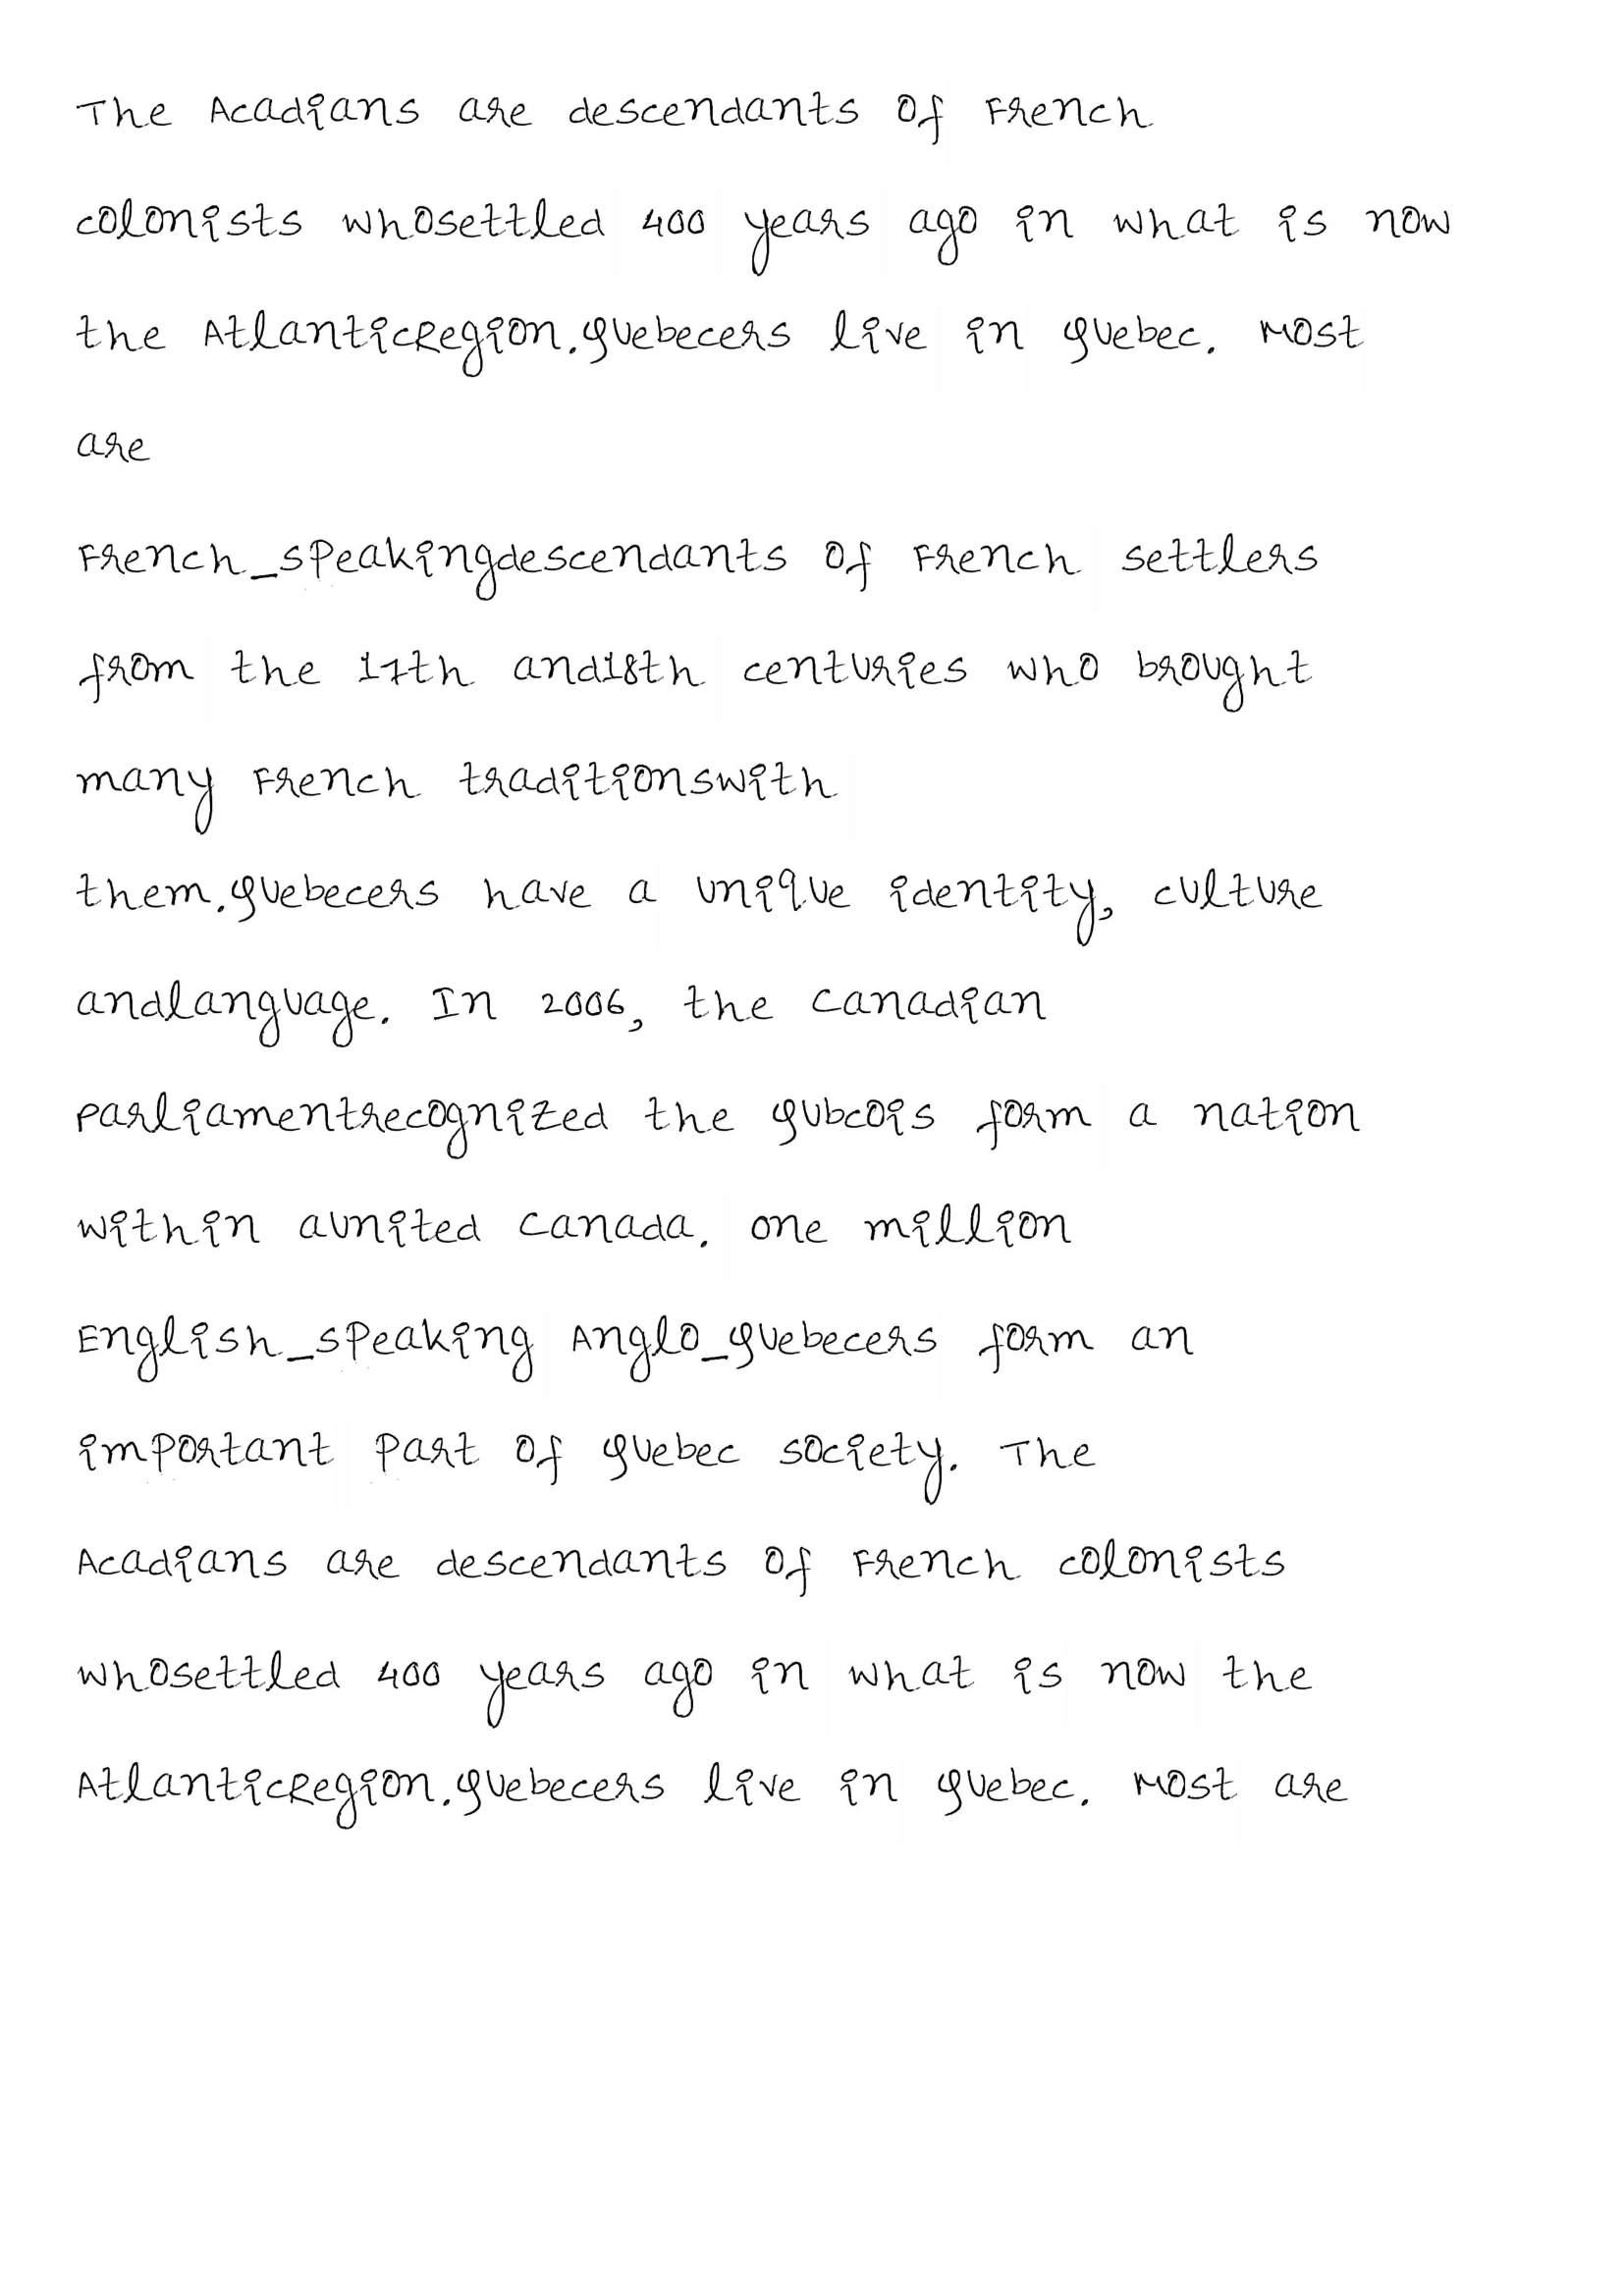 The Acadians are descendants of French
colonists whosettled 400 years ago in what is now
the AtlanticRegion.Quebecers live in Quebec. Most
are
French_speakingdescendants of French settlers
from the 17th and18th centuries who brought
many French traditionswith
them.Quebecers have a unique identity, culture
andlanguage. In 2006, the Canadian
Parliamentrecognized the Qubcois form a nation
within aunited Canada. One million
English_speaking Anglo_Quebecers form an
important part of Quebec society. The
Acadians are descendants of French colonists
whosettled 400 years ago in what is now the
AtlanticRegion.Quebecers live in Quebec. Most are